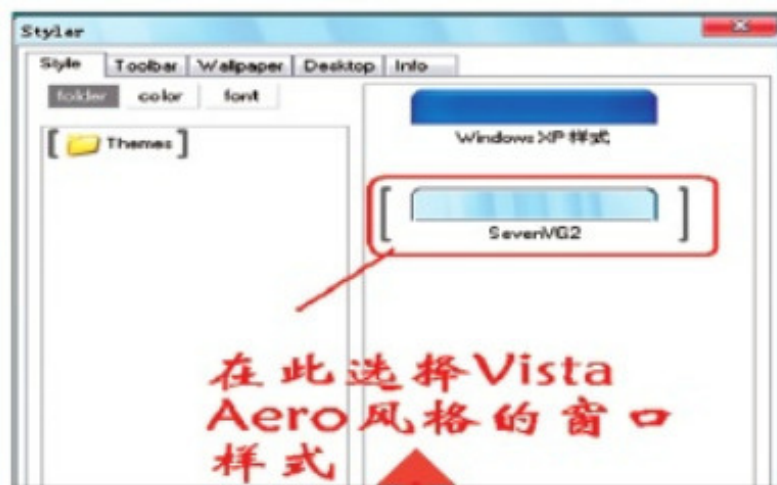 Styler
Style Toolbar Wallpaper Desktop Info
folder color font
Themes
Windows XP 样式
SevenVG2
在此选择Vista
Aero风格的窗口
样式